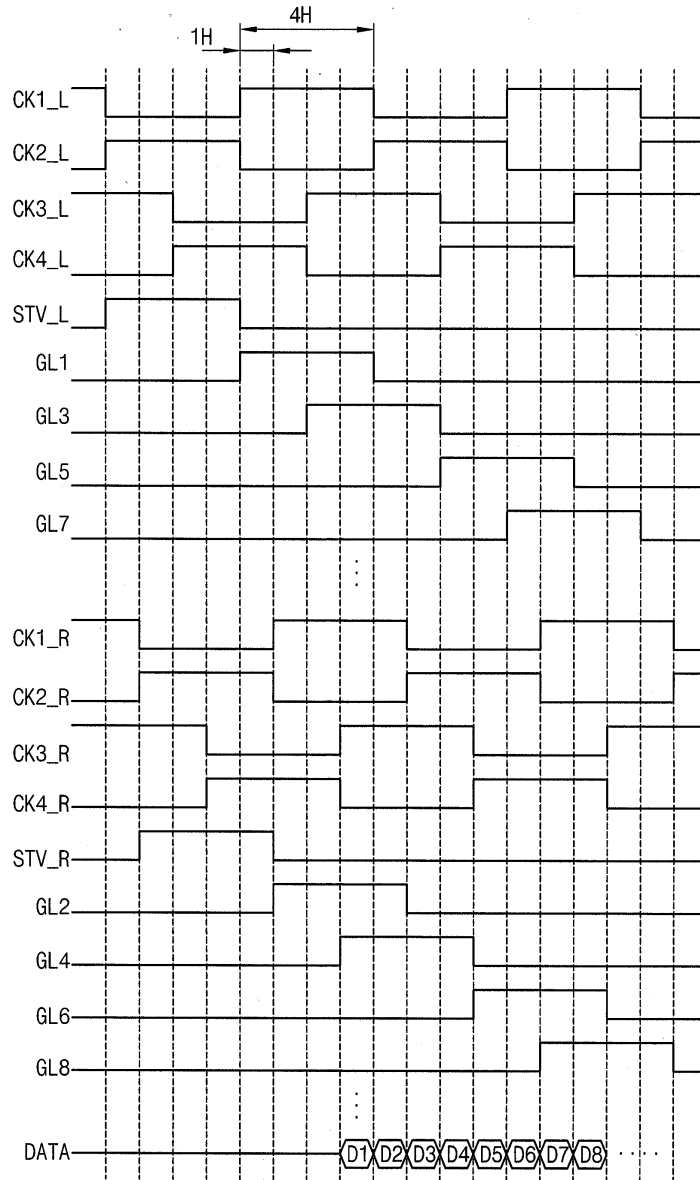 4H
1H
CK1_L
CK2_L
CK3_L
CK4_L
STV_L
GL1
GL3
GL5
GL7
CK1_R
CK2_R
CK3_R
CK4_R
STV_R
GL2
GL4
GL6
GL8
DATA D1 D2 D3 D4 D5 D6 D7 D8